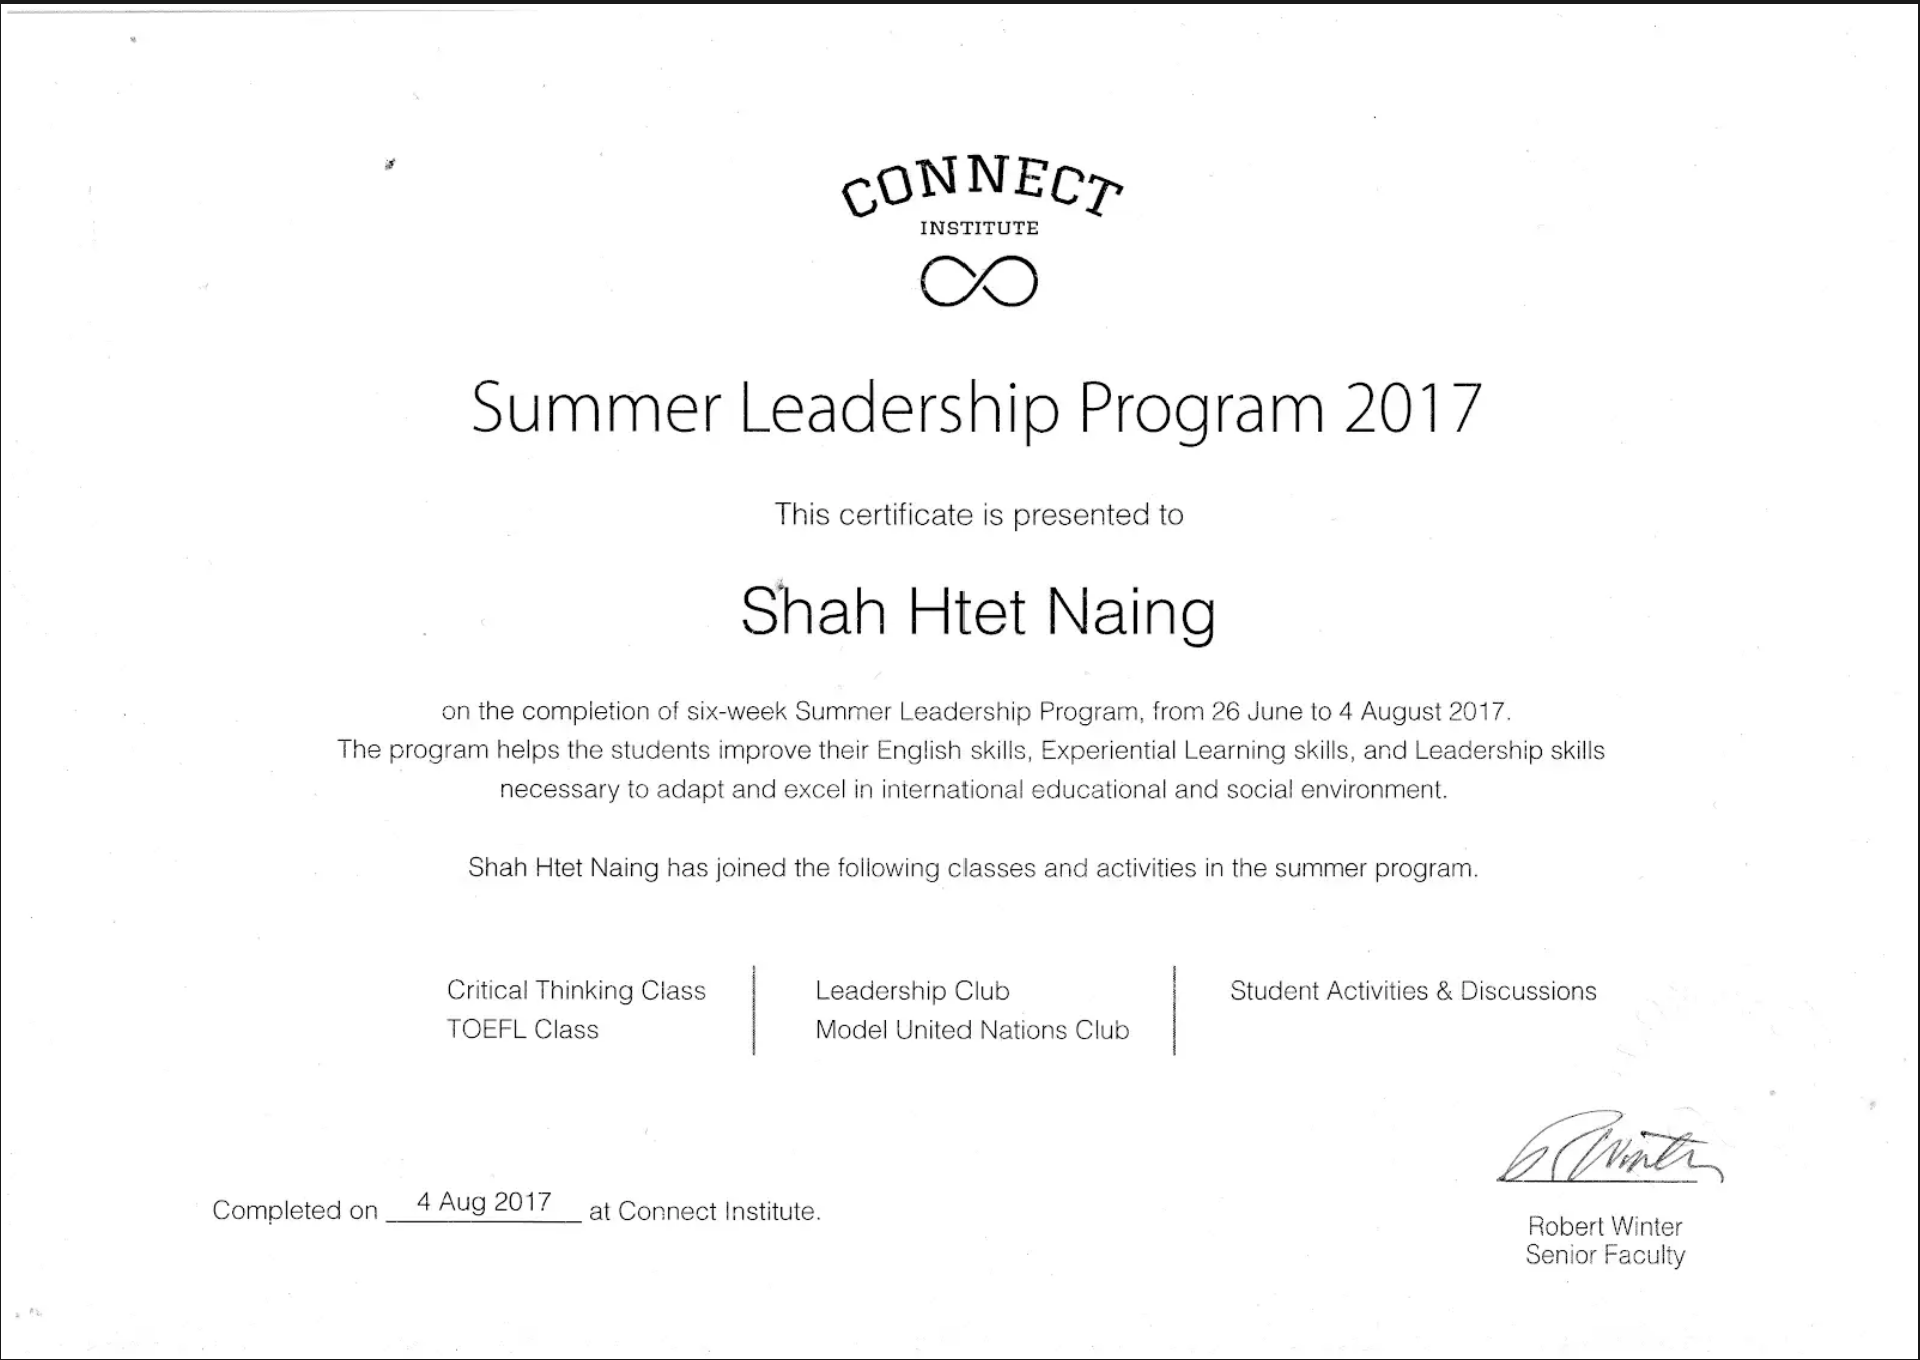 CONNECT
INSTITUTE
Summer Leadership Program 2017
This certificate is presented to
Shah Htet Naing
on the completion of six-week Summer Leadership Program, from 26 June to 4 August 2017.
The program helps the students improve their English skills, Experiential Learning skills, and Leadership skills
necessary to adapt and excel in international educational and social environment.
Shah Htet Naing has joined the following classes and activities in the summer program.
Critical Thinking Class
TOEFL Class
Leadership Club
Model United Nations Club
Student Activities & Discussions
Completed on 4 Aug 2017 at Connect Institute.
R Winter
Robert Winter
Senior Faculty